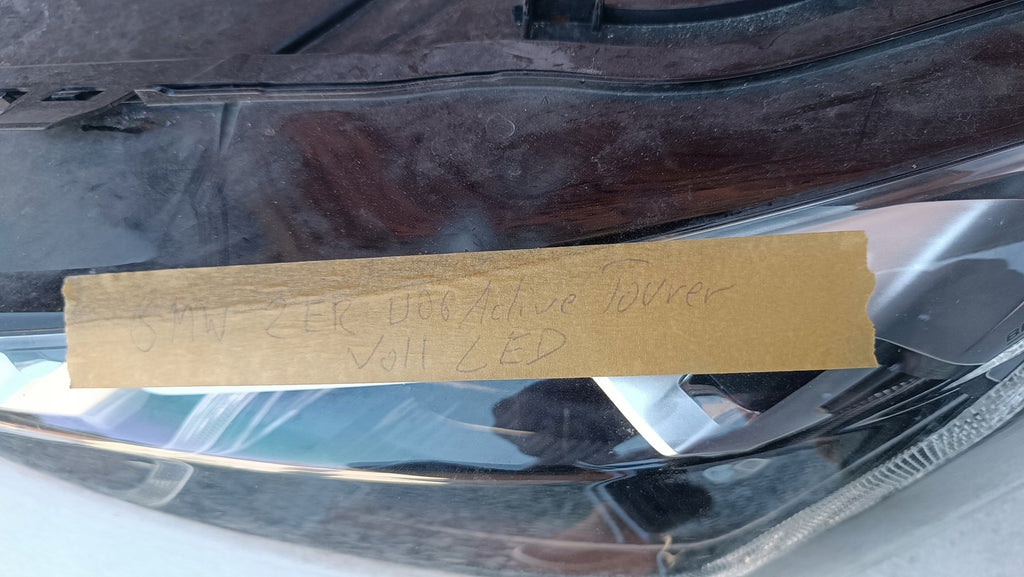 BMW 2ER U06 Active Tourer
Voll LED